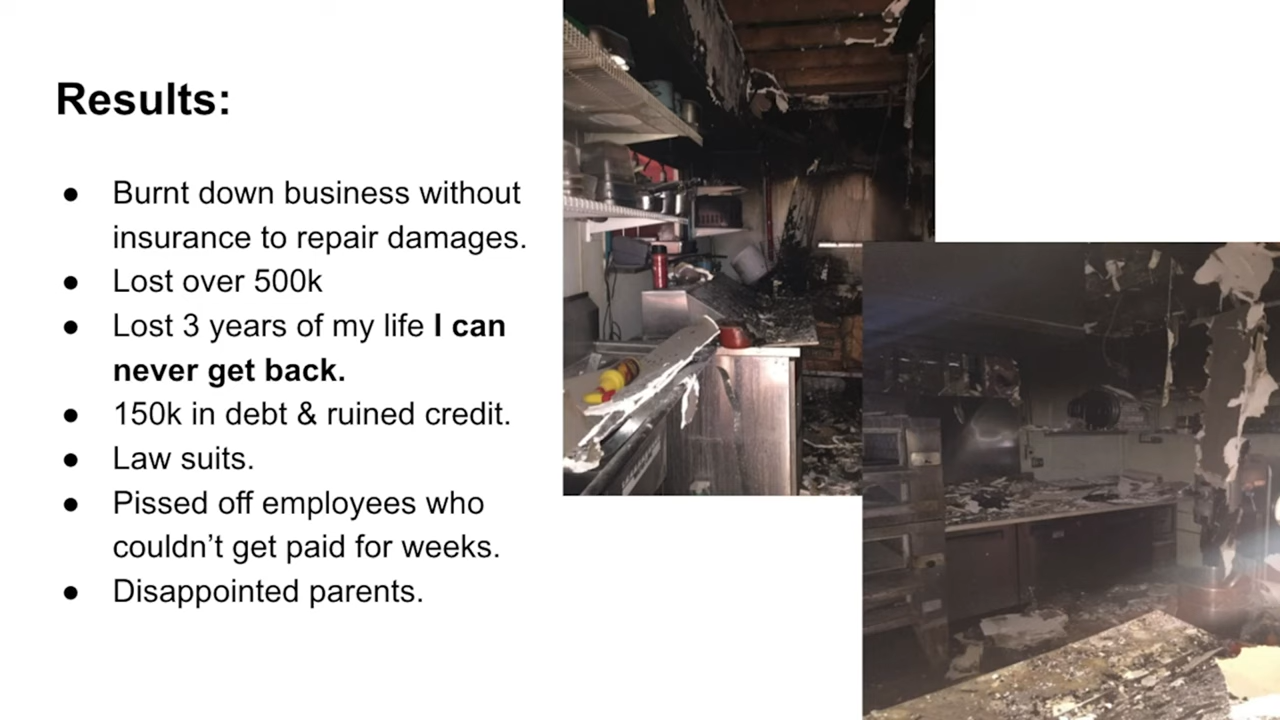 Results:
● Burnt down business without
insurance to repair damages.
● Lost over 500k
● Lost 3 years of my life I can
never get back.
● 150k in debt & ruined credit.
● Law suits.
● Pissed off employees who
couldn’t get paid for weeks.
● Disappointed parents.